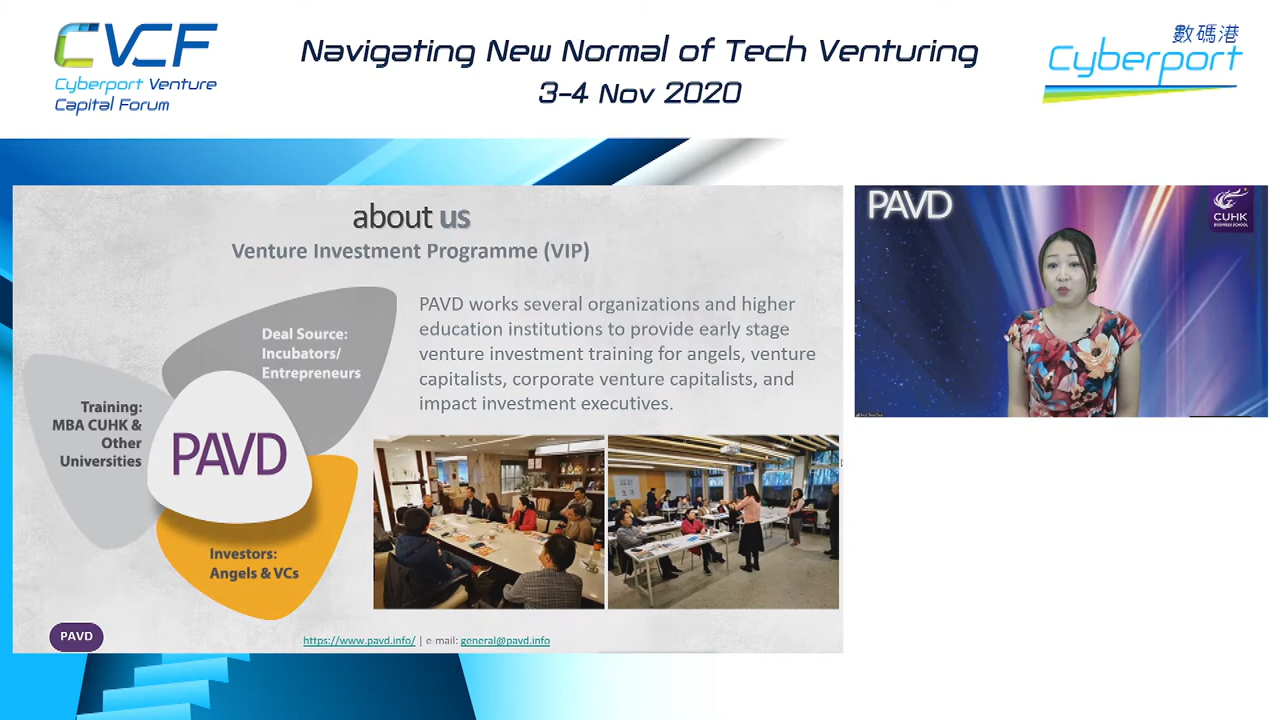 CVCF
Cyberport Venture
Capital Forum
Navigating New Normal of Tech Venturing
3-4 Nov 2020
數碼港
Cyberport
about us
Venture Investment Programme (VIP)
Deal Source:
Incubators/
Entrepreneurs
Training:
MBA CUHK &
Other
Universities
PAVD
Investors:
Angels & VCs
PAVD works several organizations and higher
education institutions to provide early stage
venture investment training for angels, venture
capitalists, corporate venture capitalists, and
impact investment executives.
PAVD
https://www.pavd.info/ | e-mail: general@pavd.info
PAVD
CUHK
BUSINESS SCHOOL